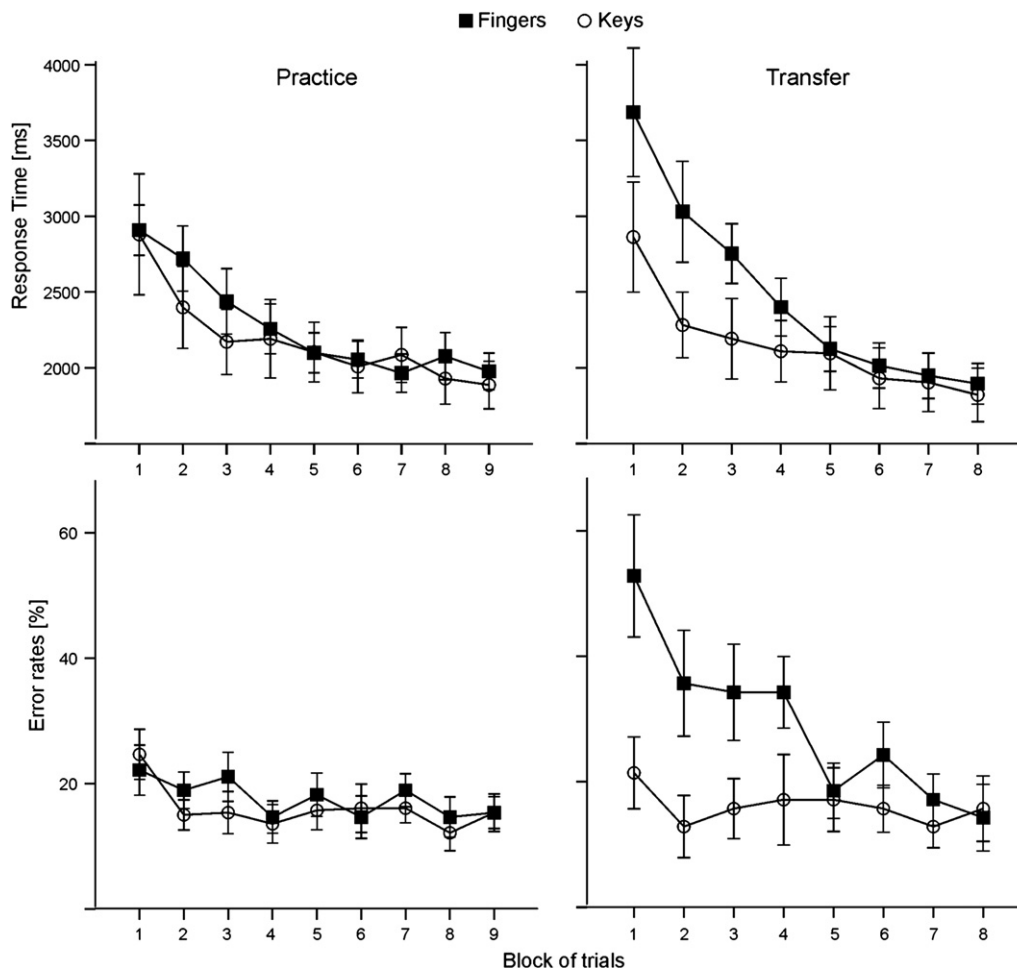 Fingers Keys
Practice
Transfer
Response Time [ms]
4000
3500
3000
2500
2000
1 2 3 4 5 6 7 8 9
1 2 3 4 5 6 7 8
Error rates [%]
60
40
20
1 2 3 4 5 6 7 8 9
1 2 3 4 5 6 7 8
Block of trials